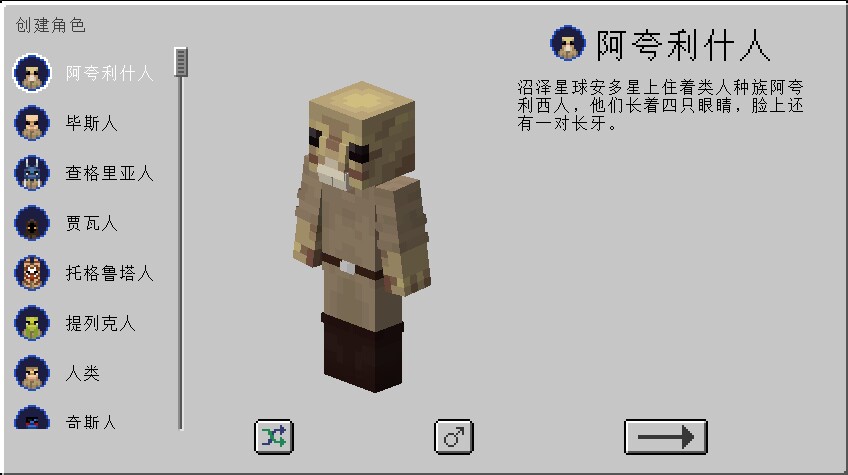 创建角色
阿夸利什人
毕斯人
查格里亚人
贾瓦人
托格鲁塔人
提列克人
人类
奇斯人
阿夸利什人
沼泽星球安多星上住着类人种族阿夸
利西人，他们长着四只眼睛，脸上还
有一对长牙。